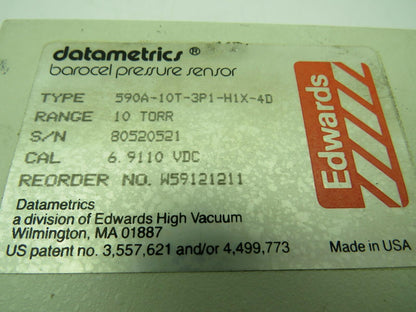 datametrics ®
barocel pressure sensor
TYPE 590A-10T-3P1-H1X-4D
RANGE 10 TORR
S/N 80520521
CAL 6.9110 VDC
REORDER NO. W59121211
Edwards
Datametrics
a division of Edwards High Vacuum
Wilmington, MA 01887
US patent no. 3,557,621 and/or 4,499,773 Made in USA